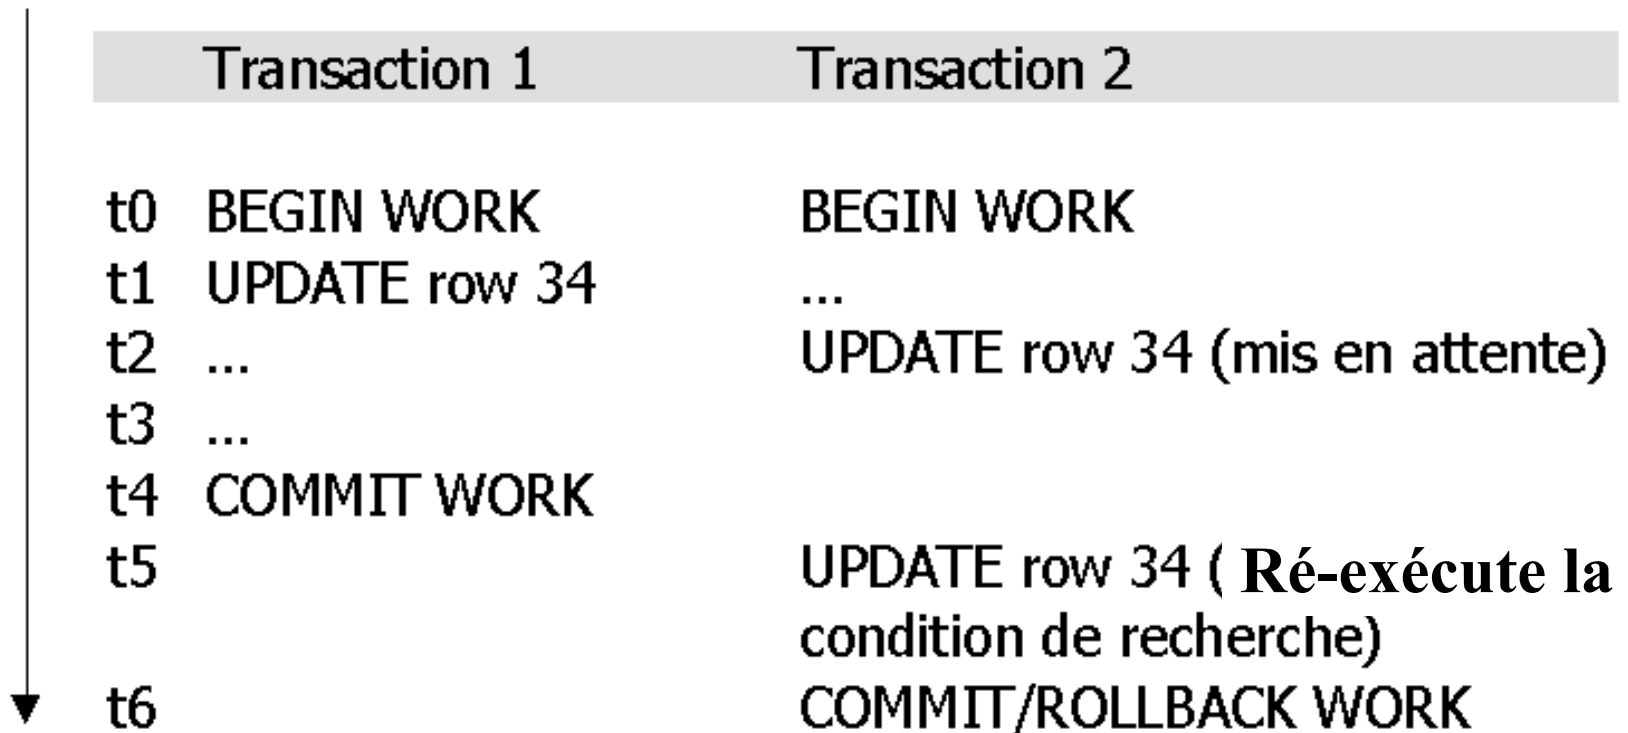 Transaction 1 Transaction 2
t0 BEGIN WORK BEGIN WORK
t1 UPDATE row 34 ...
t2 ... UPDATE row 34 (mis en attente)
t3 ...
t4 COMMIT WORK
t5 UPDATE row 34 ( Ré-exécute la
condition de recherche)
t6 COMMIT/ROLLBACK WORK